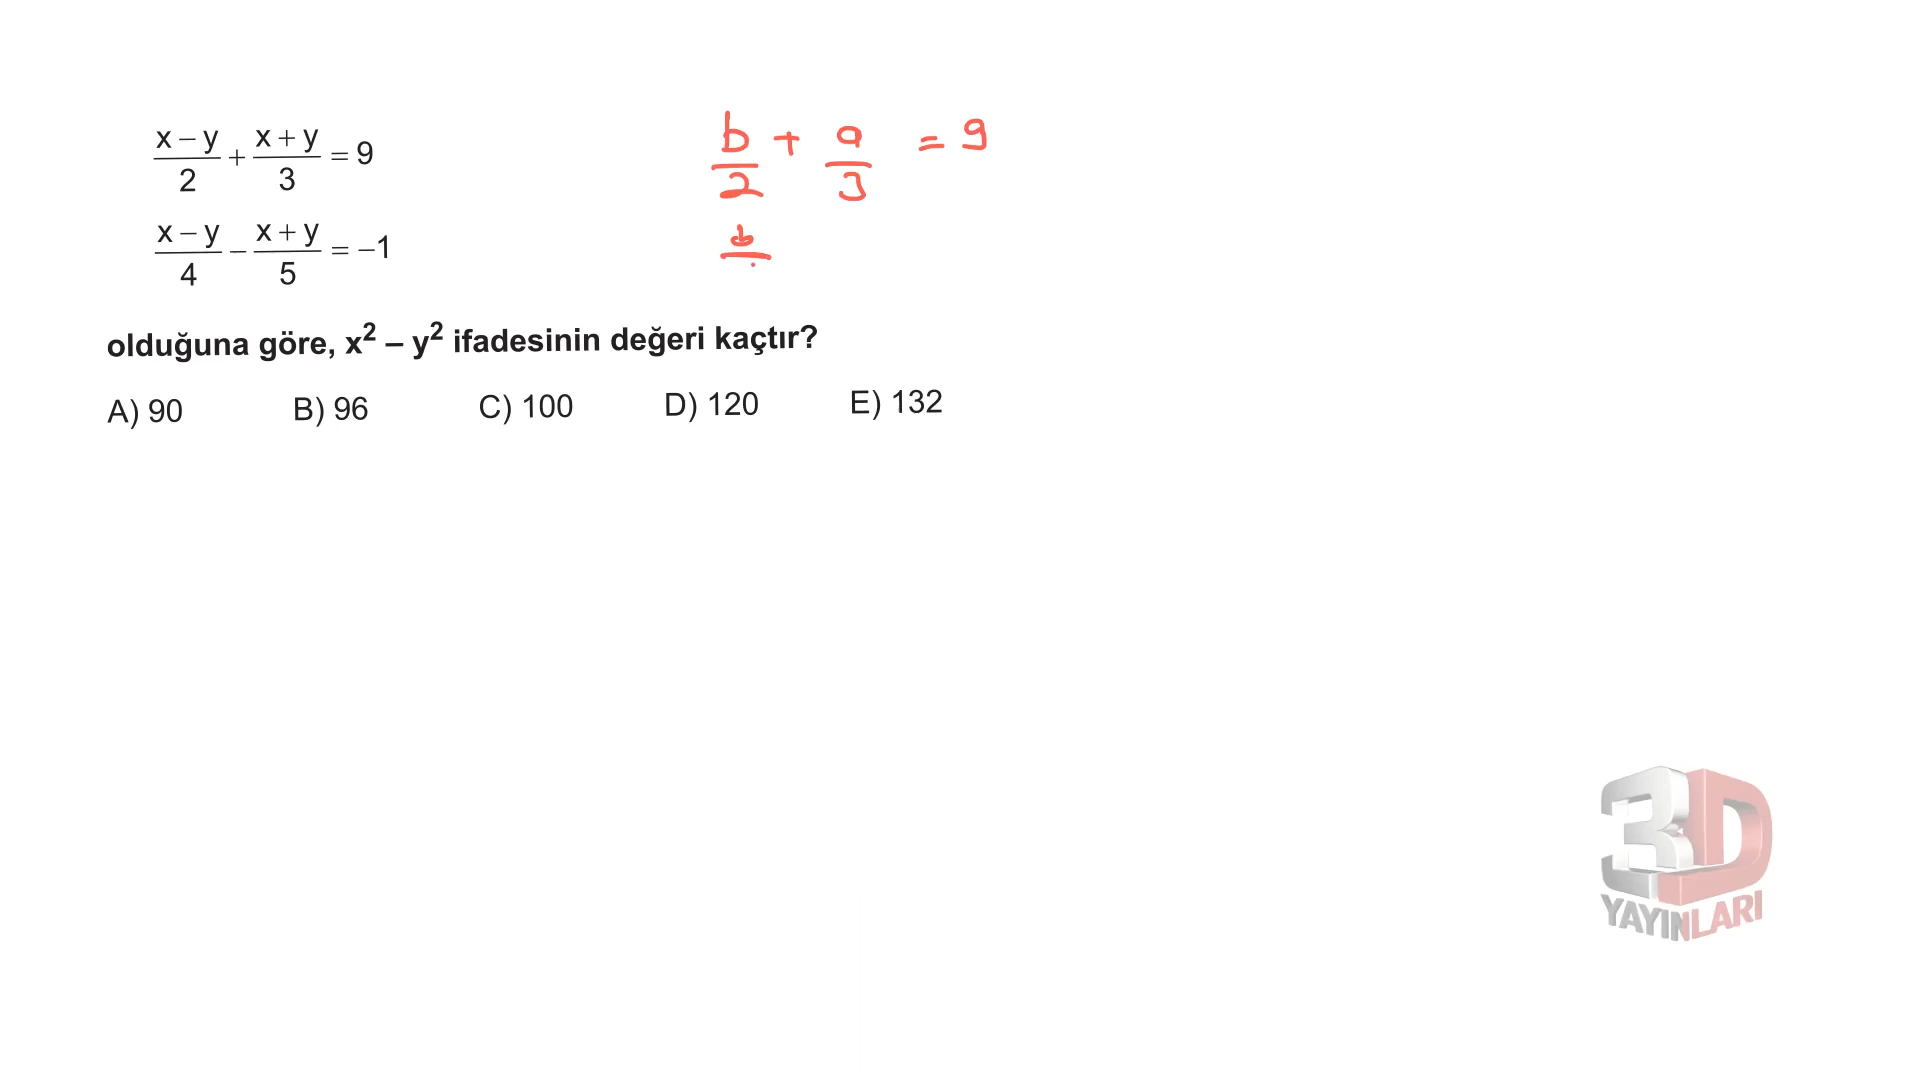 x – y / 2 + x + y / 3 = 9
x – y / 4 – x + y / 5 = –1
olduğuna göre, x² – y² ifadesinin değeri kaçtır?
A) 90 B) 96 C) 100 D) 120 E) 132
b / 2 + a / 3 = 9
b
3D
YAYINLARI